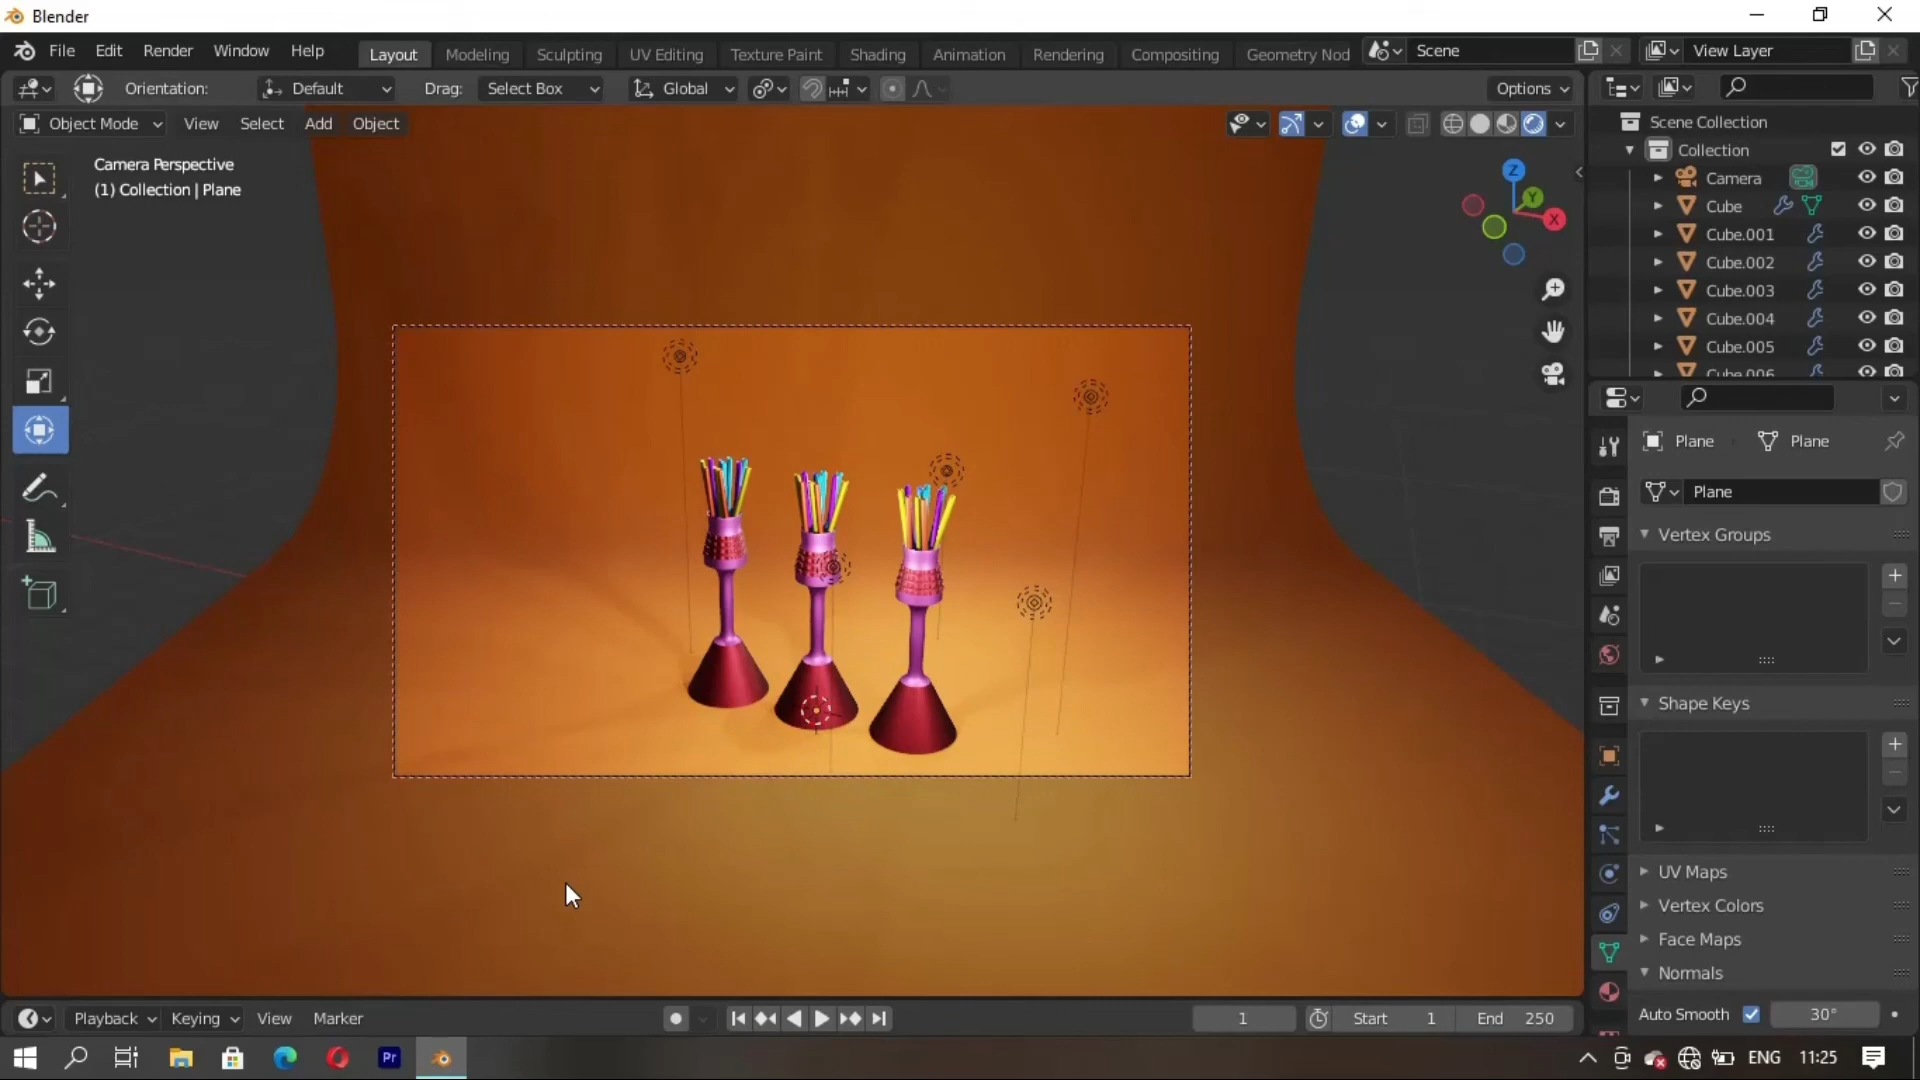 Blender
File Edit Render Window Help Layout Modeling Sculpting UV Editing Texture Paint Shading Animation Rendering Compositing Geometry Nod Scene View Layer
Orientation: Default Drag: Select Box Global Options
Object Mode View Select Add Object
Camera Perspective
(1) Collection | Plane
Z
Y
X
Scene Collection
Collection
Camera
Cube
Cube.001
Cube.002
Cube.003
Cube.004
Cube.005
Cube.006
Plane Plane
Plane
Vertex Groups
Shape Keys
UV Maps
Vertex Colors
Face Maps
Normals
Auto Smooth 30°
Playback Keying View Marker 1 Start 1 End 250
Pr ENG 11:25